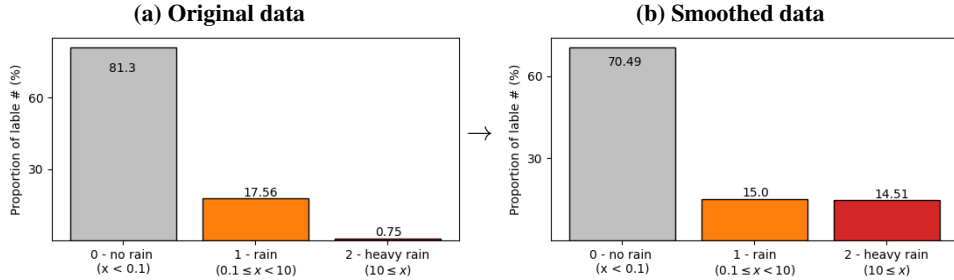 (a) Original data
Proportion of lable # (%)
60
30
81.3
17.56
0.75
0 - no rain
(x < 0.1)
1 - rain
(0.1 ≤ x < 10)
2 - heavy rain
(10 ≤ x)
→
(b) Smoothed data
Proportion of lable # (%)
60
30
70.49
15.0
14.51
0 - no rain
(x < 0.1)
1 - rain
(0.1 ≤ x < 10)
2 - heavy rain
(10 ≤ x)